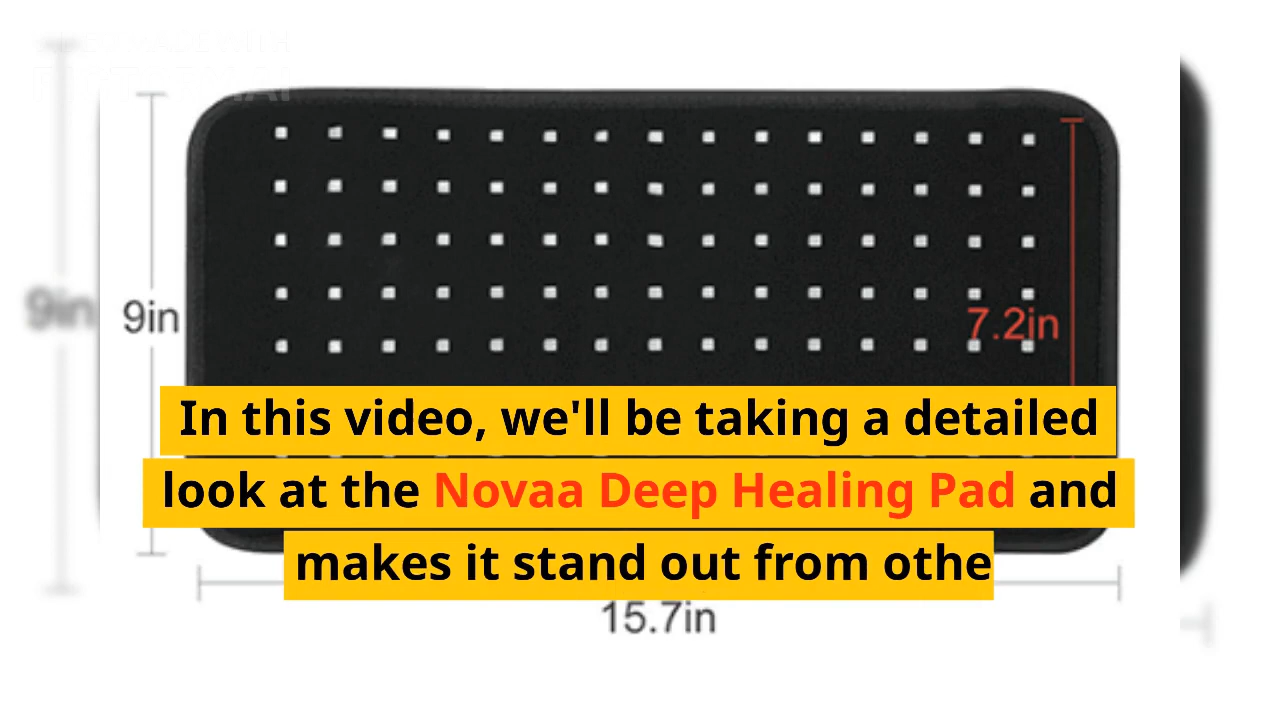 9in
9in
7.2in
In this video, we'll be taking a detailed
look at the Novaa Deep Healing Pad and
makes it stand out from othe
15.7in